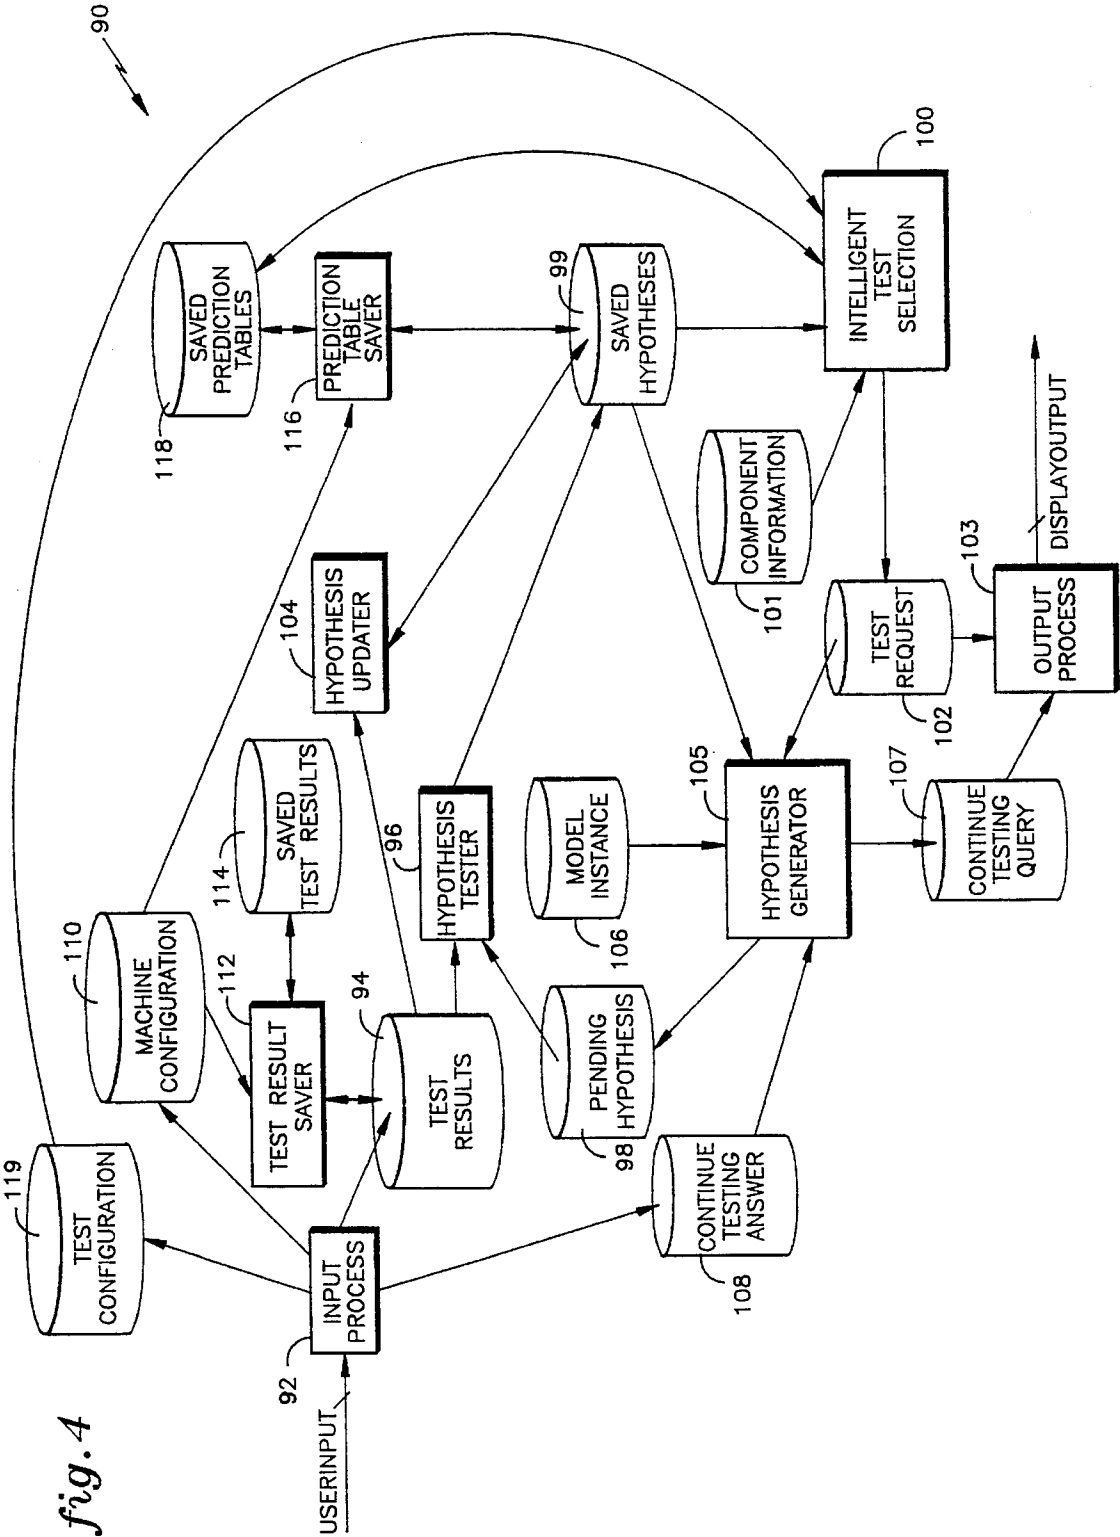 fig. 4
90
119
TEST
CONFIGURATION
110
MACHINE
CONFIGURATION
118
SAVED
PREDICTION
TABLES
114
SAVED
TEST RESULTS
112
TEST RESULT
SAVER
116
PREDICTION
TABLE
SAVER
104
HYPOTHESIS
UPDATER
USERINPUT
92
INPUT
PROCESS
94
TEST
RESULTS
96
HYPOTHESIS
TESTER
99
SAVED
HYPOTHESES
98
PENDING
HYPOTHESIS
106
MODEL
INSTANCE
108
CONTINUE
TESTING
ANSWER
105
HYPOTHESIS
GENERATOR
101
COMPONENT
INFORMATION
100
INTELLIGENT
TEST
SELECTION
102
TEST
REQUEST
107
CONTINUE
TESTING
QUERY
103
OUTPUT
PROCESS
DISPLAYOUTPUT